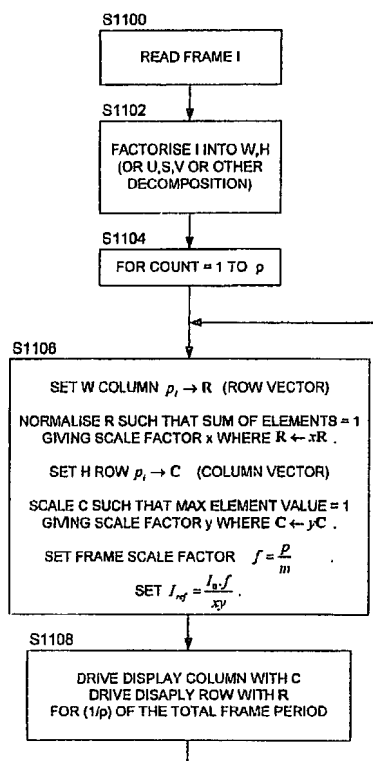 S1100
READ FRAME I
S1102
FACTORISE I INTO W,H
(OR U,S,V OR OTHER
DECOMPOSITION)
S1104
FOR COUNT = 1 TO p
S1106
SET W COLUMN p_i → R (ROW VECTOR)
NORMALISE R SUCH THAT SUM OF ELEMENTS = 1
GIVING SCALE FACTOR x WHERE R ← xR .
SET H ROW p_i → C (COLUMN VECTOR)
SCALE C SUCH THAT MAX ELEMENT VALUE = 1
GIVING SCALE FACTOR y WHERE C ← yC .
SET FRAME SCALE FACTOR f = p/m .
SET I_ref = I_0.f/xy .
S1108
DRIVE DISPLAY COLUMN WITH C
DRIVE DISAPLY ROW WITH R
FOR (1/p) OF THE TOTAL FRAME PERIOD